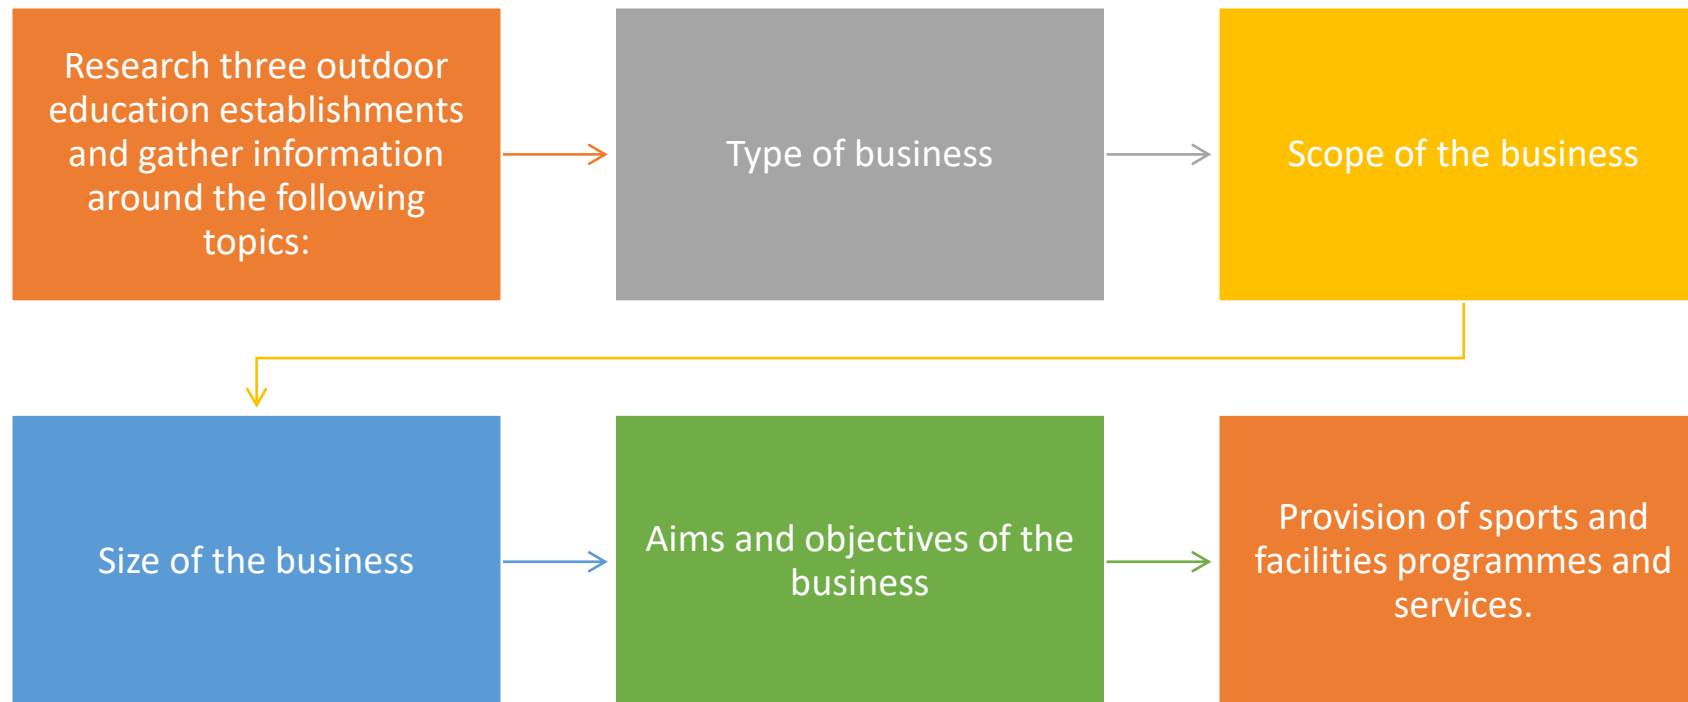 Research three outdoor
education establishments
and gather information
around the following
topics:
Type of business
Scope of the business
Size of the business
Aims and objectives of the
business
Provision of sports and
facilities programmes and
services.